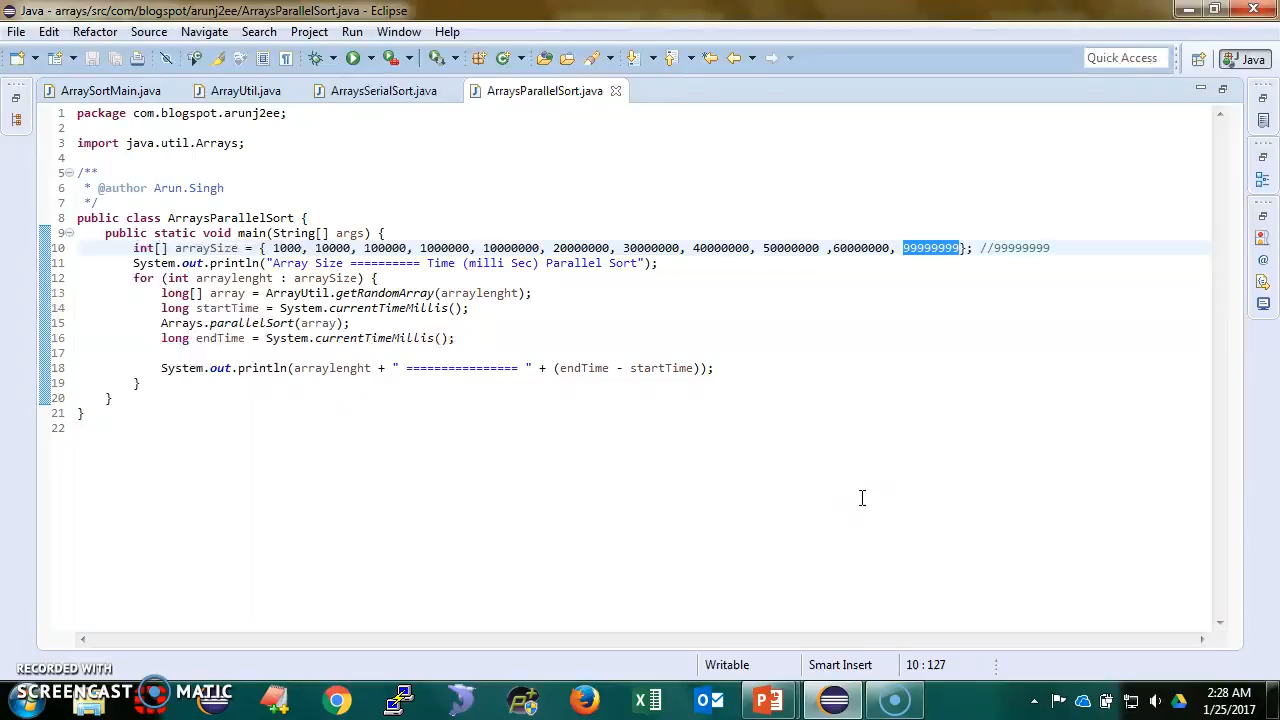 Java - arrays/src/com/blogspot/arunj2ee/ArraysParallelSort.java - Eclipse
File Edit Refactor Source Navigate Search Project Run Window Help
Quick Access Java
ArraySortMain.java ArrayUtil.java ArraysSerialSort.java ArraysParallelSort.java
1 package com.blogspot.arunj2ee;
2
3 import java.util.Arrays;
4
5 /**
6 * @author Arun.Singh
7 */
8 public class ArraysParallelSort {
9 public static void main(String[] args) {
10 int[] arraySize = { 1000, 10000, 100000, 1000000, 10000000, 20000000, 30000000, 40000000, 50000000 ,60000000, 99999999}; //99999999
11 System.out.println("Array Size ========== Time (milli Sec) Parallel Sort");
12 for (int arraylenght : arraySize) {
13 long[] array = ArrayUtil.getRandomArray(arraylenght);
14 long startTime = System.currentTimeMillis();
15 Arrays.parallelSort(array);
16 long endTime = System.currentTimeMillis();
17
18 System.out.println(arraylenght + " ================ " + (endTime - startTime));
19 }
20 }
21 }
22
Writable Smart Insert 10 : 127
RECORDED WITH
SCREENCAST MATIC
2:28 AM
1/25/2017